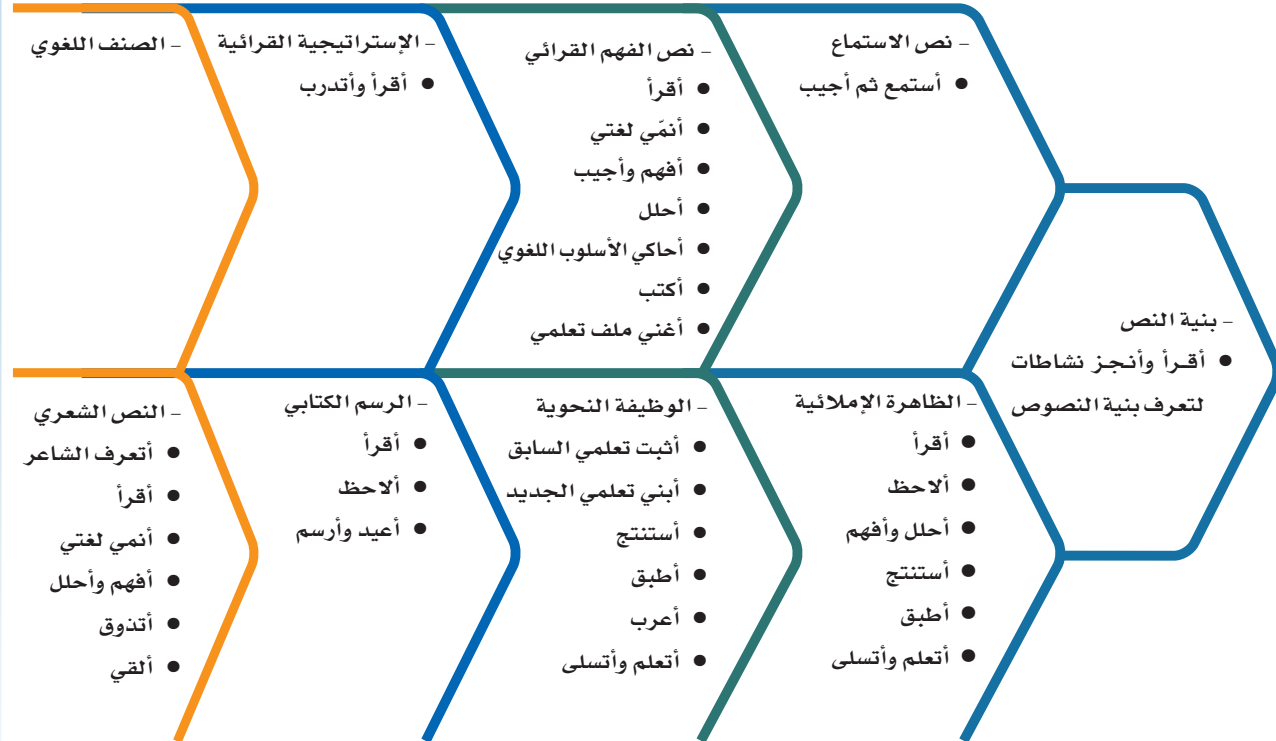 – بنية النص
● أقرأ وأنجز نشاطات
لتعرف بنية النصوص
– نص الاستماع
● أستمع ثم أجيب
– نص الفهم القرائي
● أقرأ
● أنمّي لغتي
● أفهم وأجيب
● أحلل
● أحاكي الأسلوب اللغوي
● أكتب
● أغني ملف تعلمي
– الإستراتيجية القرائية
● أقرأ وأتدرب
– الصنف اللغوي
– الظاهرة الإملائية
● أقرأ
● ألاحظ
● أحلل وأفهم
● أستنتج
● أطبق
● أتعلم وأتسلى
– الوظيفة النحوية
● أثبت تعلمي السابق
● أبني تعلمي الجديد
● أستنتج
● أطبق
● أعرب
● أتعلم وأتسلى
– الرسم الكتابي
● أقرأ
● ألاحظ
● أعيد وأرسم
– النص الشعري
● أتعرف الشاعر
● أقرأ
● أنمي لغتي
● أفهم وأحلل
● أتذوق
● ألقي